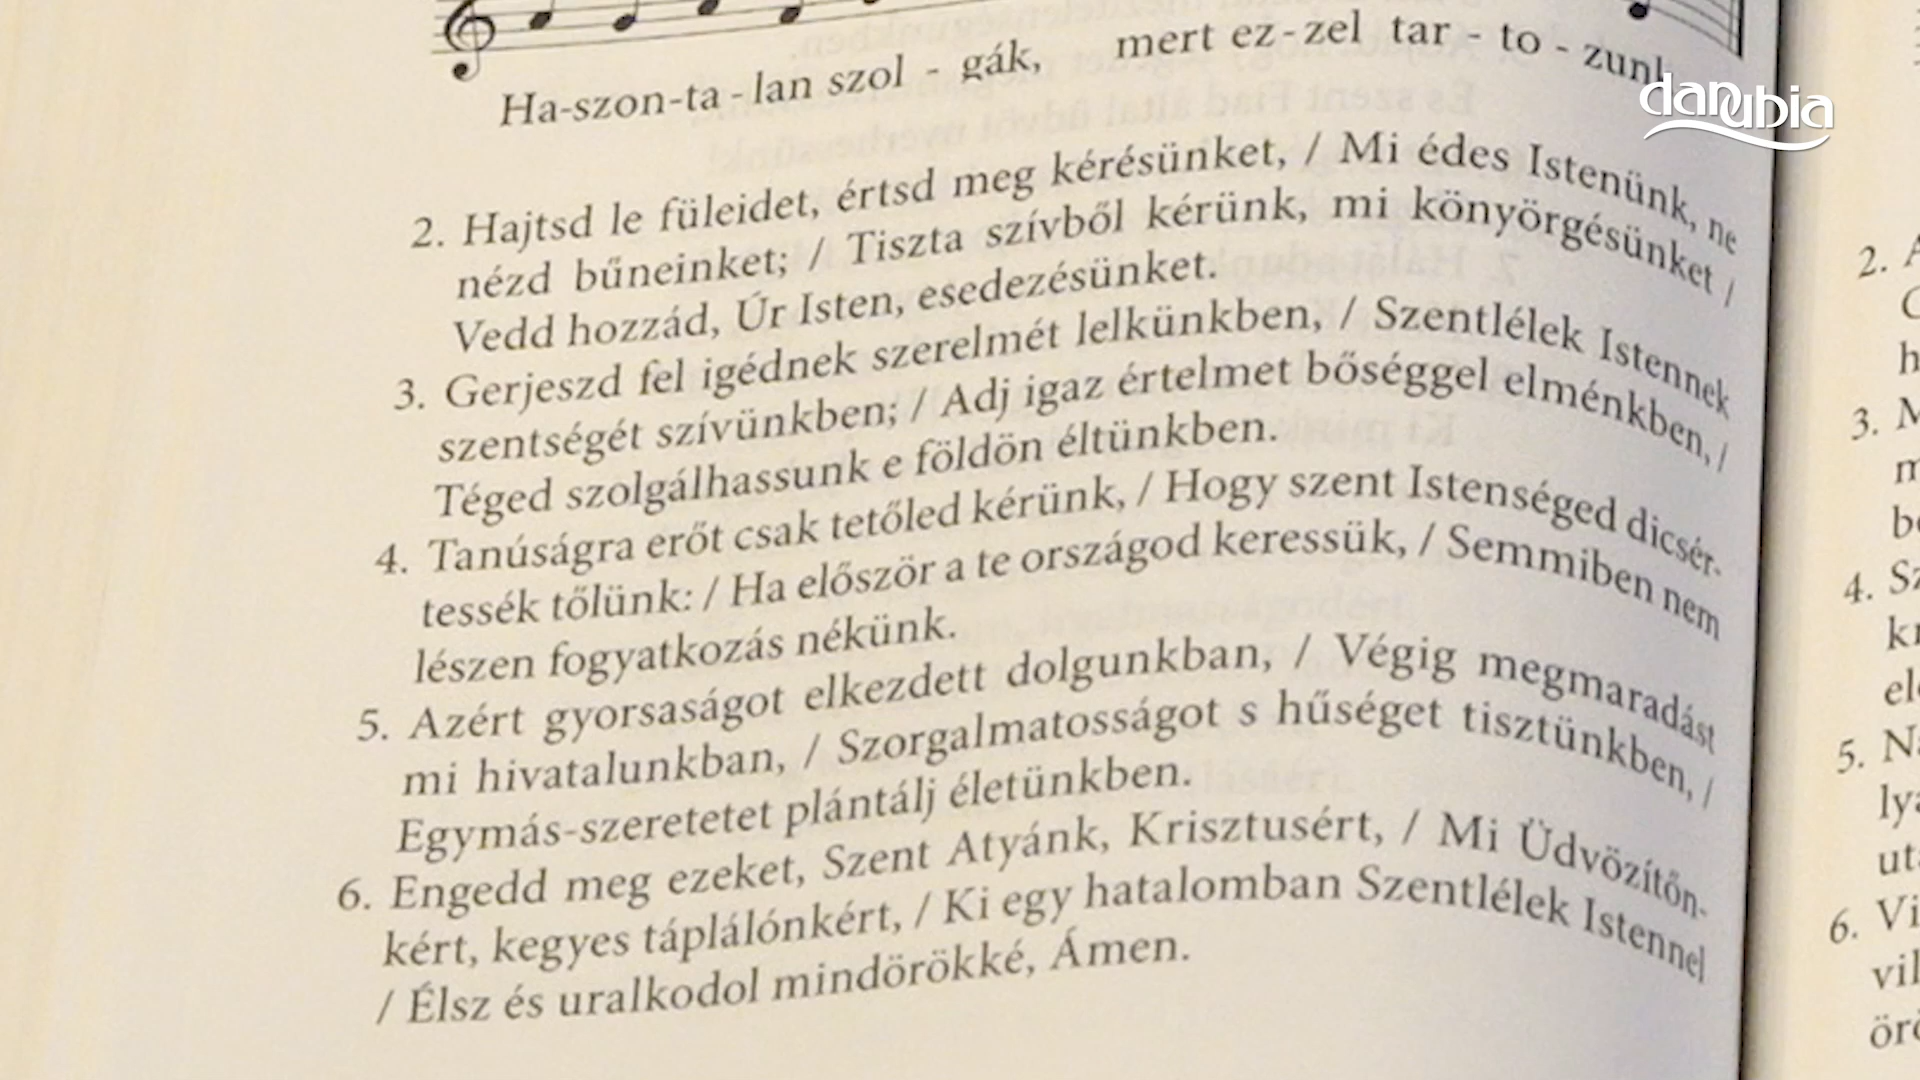 Ha-szon-ta-lan szol - gák, mert ez-zel tar - to - zunk
danubia
2. Hajtsd le füleidet, értsd meg kérésünket, / Mi édes Istenünk, ne
nézd bűneinket; / Tiszta szívből kérünk, mi könyörgésünket /
Vedd hozzád, Úr Isten, esedezésünket.
3. Gerjeszd fel igédnek szerelmét lelkünkben, / Szentlélek Istennek
szentségét szívünkben; / Adj igaz értelmet bőséggel elménkben, /
Téged szolgálhassunk e földön éltünkben.
4. Tanúságra erőt csak tetőled kérünk, / Hogy szent Istenséged dicsér-
tessék tőlünk: / Ha először a te országod keressük, / Semmiben nem
lészen fogyatkozás nékünk.
5. Azért gyorsaságot elkezdett dolgunkban, / Végig megmaradást
mi hivatalunkban, / Szorgalmatosságot s hűséget tisztünkben, /
Egymás-szeretetet plántálj életünkben.
6. Engedd meg ezeket, Szent Atyánk, Krisztusért, / Mi Üdvözítőn-
kért, kegyes táplálónkért, / Ki egy hatalomban Szentlélek Istennel
/ Élsz és uralkodol mindörökké, Ámen.
2.
3.
4.
5.
6.